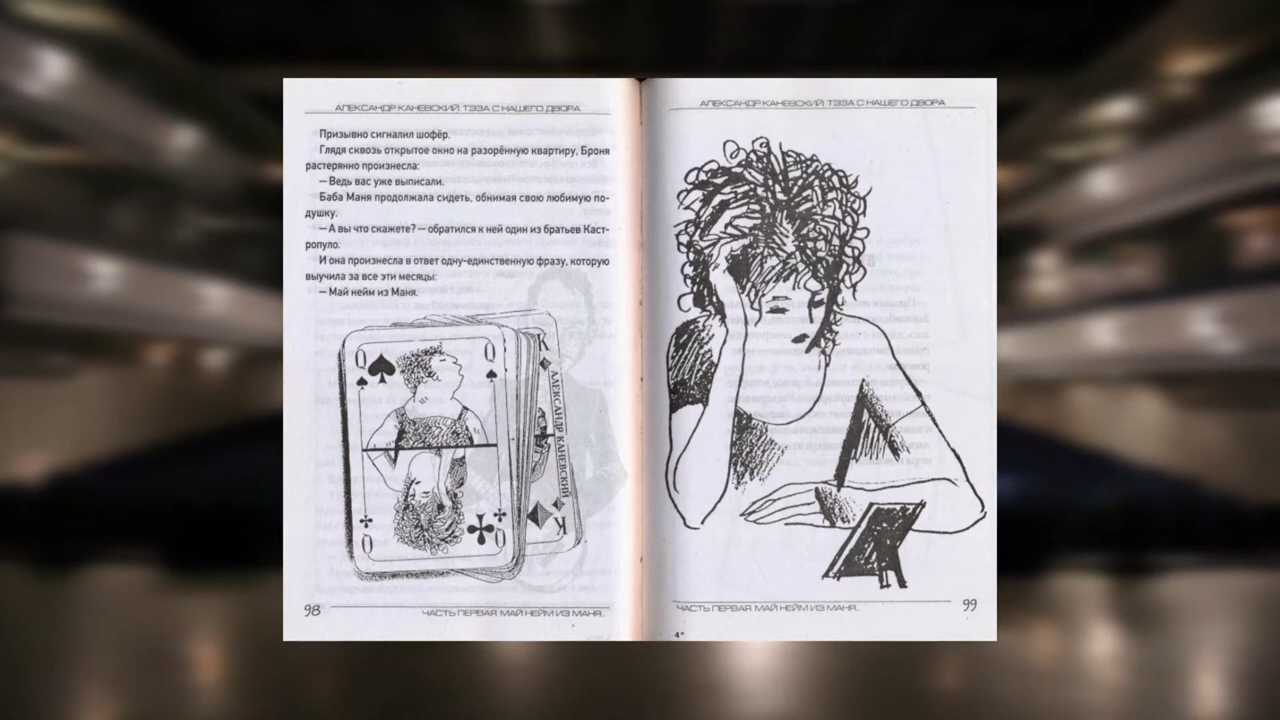 АЛЕКСАНДР КАНЕВСКИЙ. ТЭЗА С НАШЕГО ДВОРА
Призывно сигналил шофёр.
Глядя сквозь открытое окно на разорённую квартиру, Броня
растерянно произнесла:
— Ведь вас уже выписали.
Баба Маня продолжала сидеть, обнимая свою любимую по-
душку.
— А вы что скажете? — обратился к ней один из братьев Каст-
ропуло.
И она произнесла в ответ одну-единственную фразу, которую
выучила за все эти месяцы:
— Май нейм из Маня.
Q
Q
K
АЛЕКСАНДР КАНЕВСКИЙ
Q
Q
K
98
ЧАСТЬ ПЕРВАЯ. МАЙ НЕЙМ ИЗ МАНЯ...
АЛЕКСАНДР КАНЕВСКИЙ. ТЭЗА С НАШЕГО ДВОРА
ЧАСТЬ ПЕРВАЯ. МАЙ НЕЙМ ИЗ МАНЯ...
99
4*